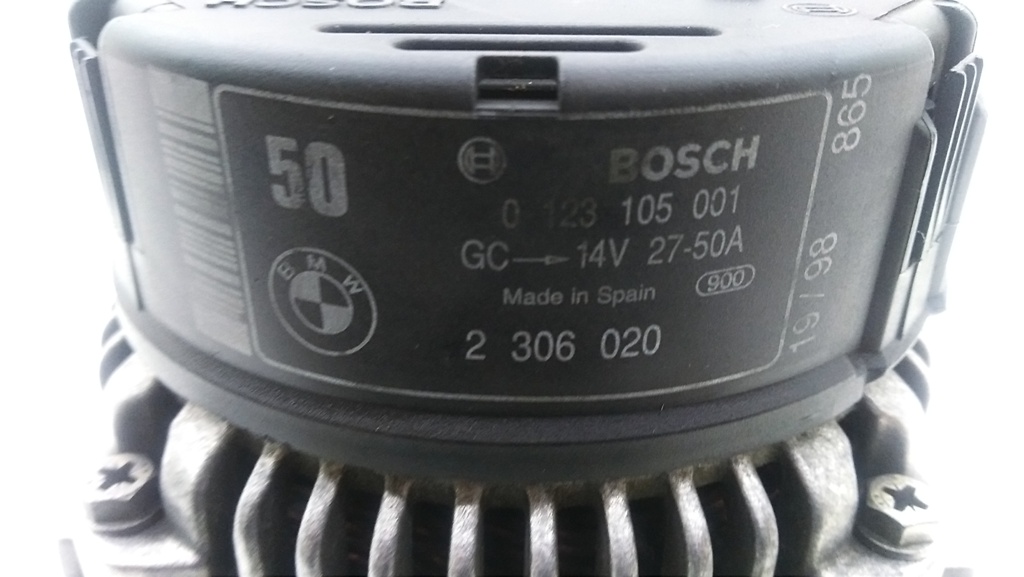 BOSCH
50
BOSCH
0 123 105 001
GC→14V 27-50A
Made in Spain 900
2 306 020
BMW
865
19/98